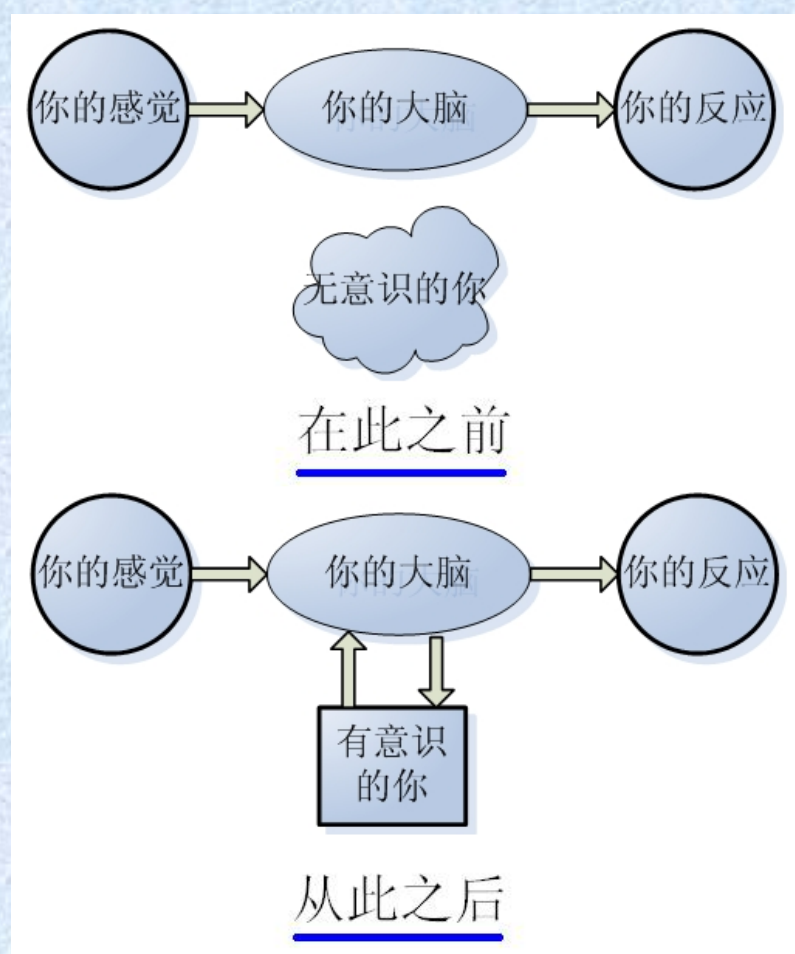 你的感觉
你的大脑
你的反应
无意识的你
在此之前
你的感觉
你的大脑
你的反应
有意识
的你
从此之后